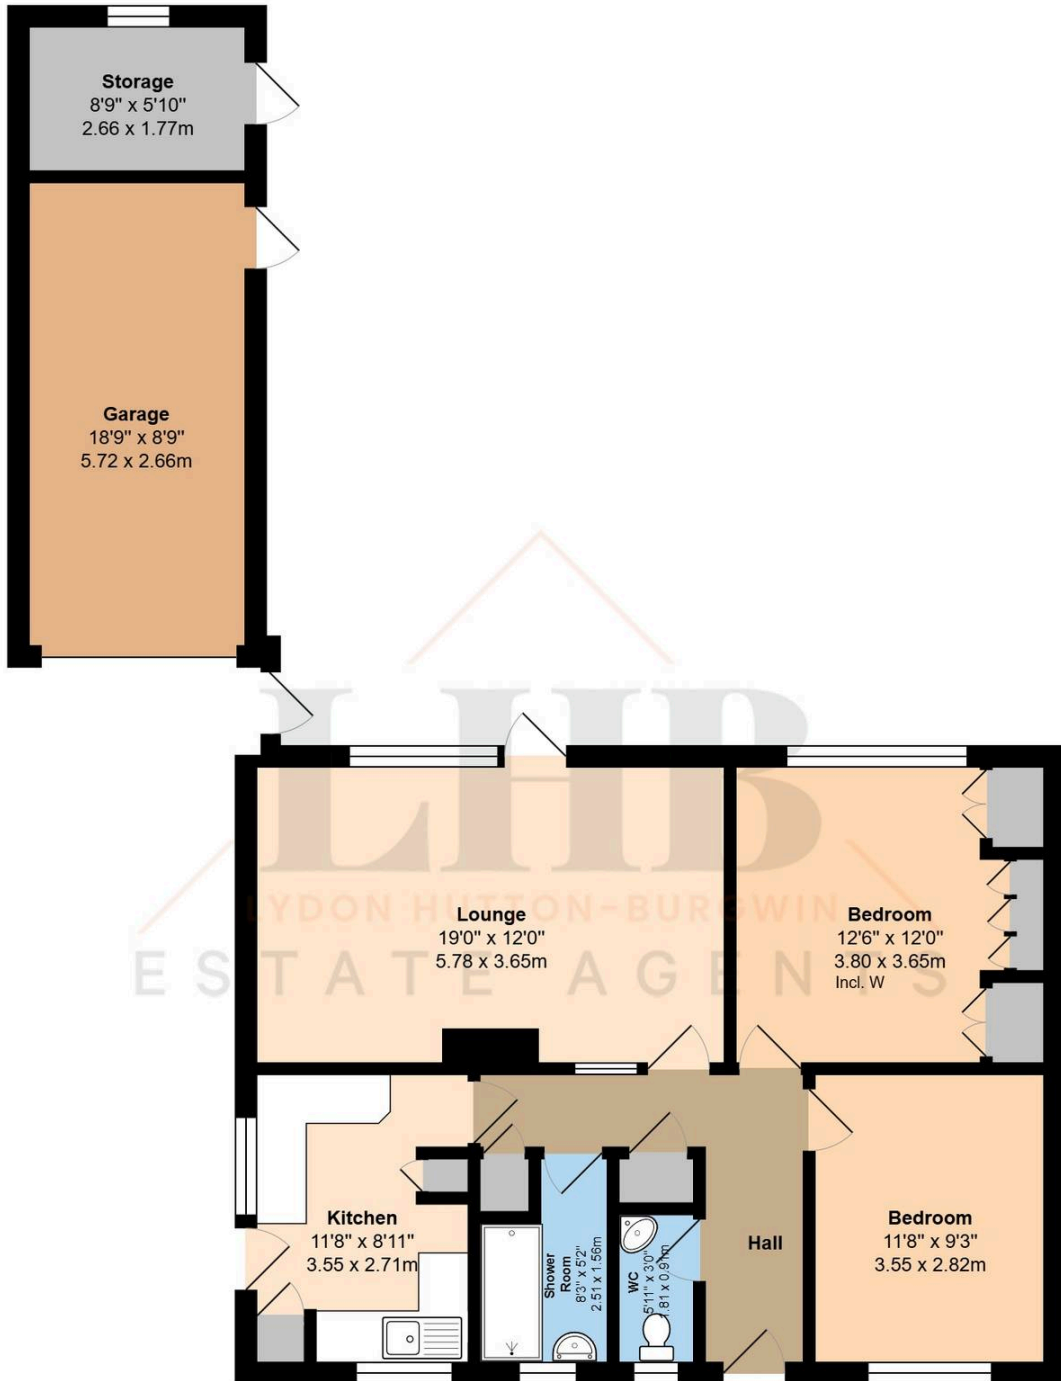 Storage
8'9" x 5'10"
2.66 x 1.77m
Garage
18'9" x 8'9"
5.72 x 2.66m
LHB
LYDON HUTTON-BURGWIN
ESTATE AGENTS
Lounge
19'0" x 12'0"
5.78 x 3.65m
Bedroom
12'6" x 12'0"
3.80 x 3.65m
Incl. W
Kitchen
11'8" x 8'11"
3.55 x 2.71m
Shower
Room
8'3" x 5'2"
2.51 x 1.56m
WC
5'11" x 3'0"
1.81 x 0.91m
Hall
Bedroom
11'8" x 9'3"
3.55 x 2.82m